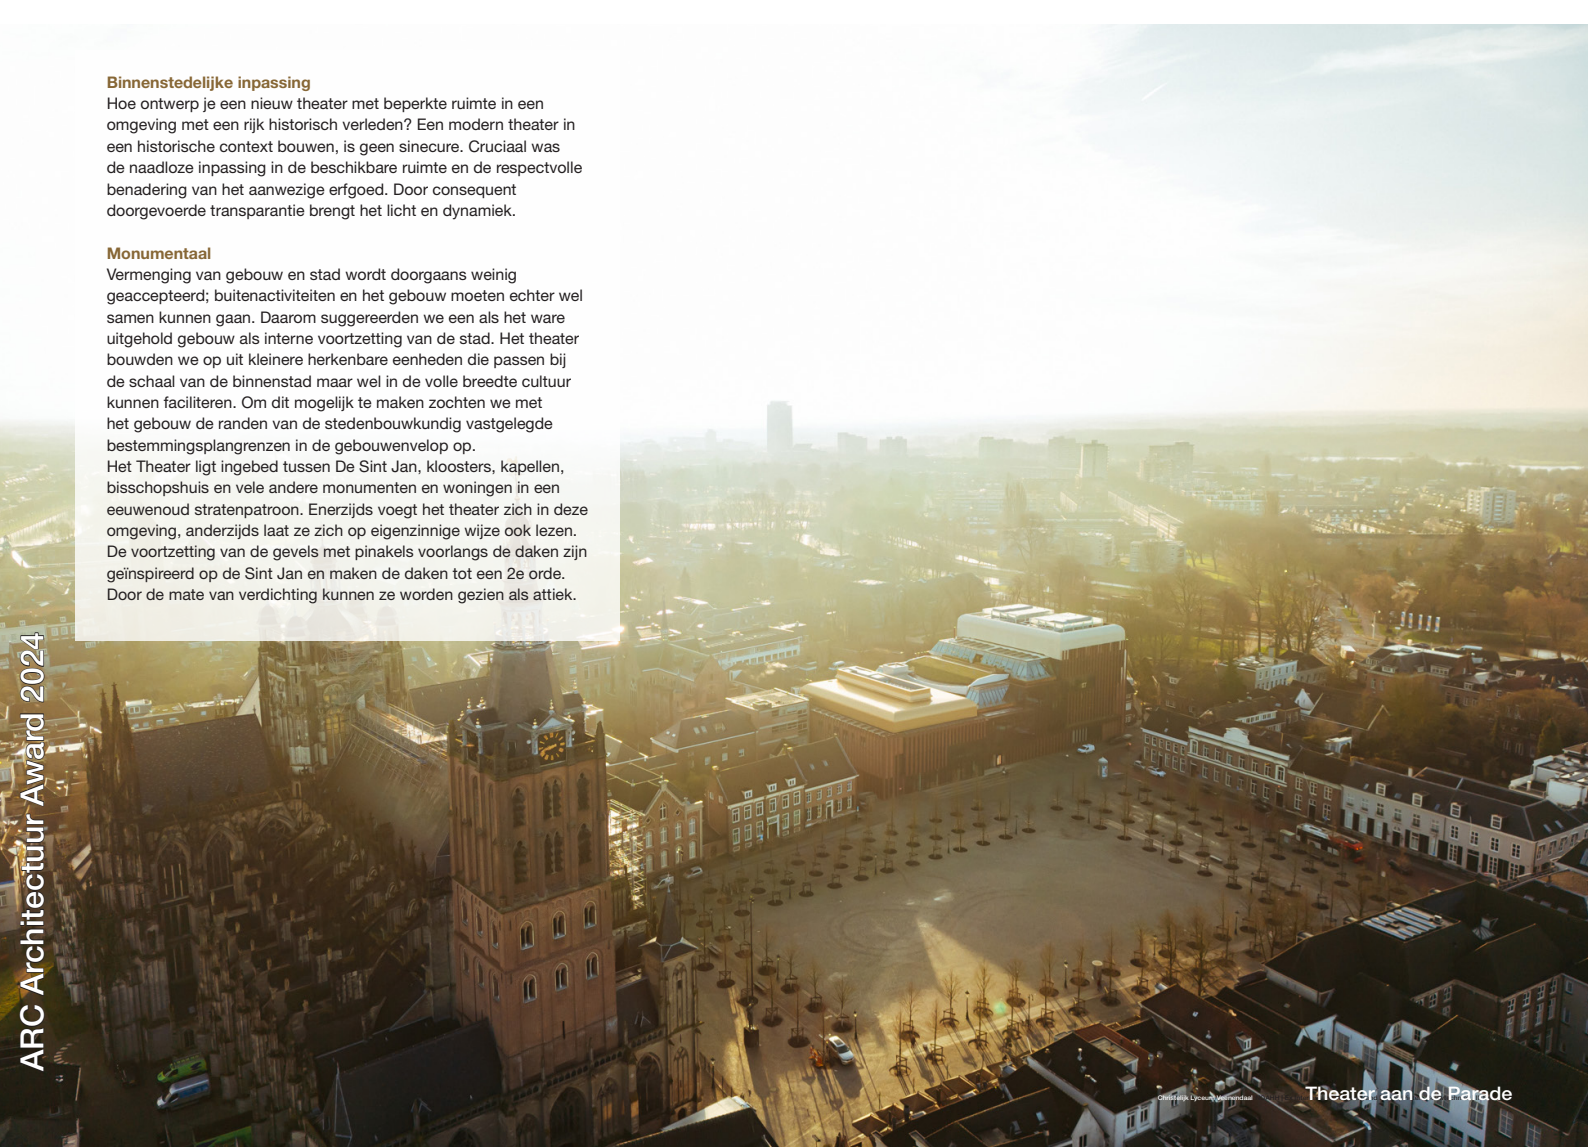 Binnenstedelijke inpassing
Hoe ontwerp je een nieuw theater met beperkte ruimte in een
omgeving met een rijk historisch verleden? Een modern theater in
een historische context bouwen, is geen sinecure. Cruciaal was
de naadloze inpassing in de beschikbare ruimte en de respectvolle
benadering van het aanwezige erfgoed. Door consequent
doorgevoerde transparantie brengt het licht en dynamiek.
Monumentaal
Vermenging van gebouw en stad wordt doorgaans weinig
geaccepteerd; buitenactiviteiten en het gebouw moeten echter wel
samen kunnen gaan. Daarom suggereerden we een als het ware
uitgehold gebouw als interne voortzetting van de stad. Het theater
bouwden we op uit kleinere herkenbare eenheden die passen bij
de schaal van de binnenstad maar wel in de volle breedte cultuur
kunnen faciliteren. Om dit mogelijk te maken zochten we met
het gebouw de randen van de stedenbouwkundig vastgelegde
bestemmingsplangrenzen in de gebouwenvelop op.
Het Theater ligt ingebed tussen De Sint Jan, kloosters, kapellen,
bisschopshuis en vele andere monumenten en woningen in een
eeuwenoud stratenpatroon. Enerzijds voegt het theater zich in deze
omgeving, anderzijds laat ze zich op eigenzinnige wijze ook lezen.
De voortzetting van de gevels met pinakels voorlangs de daken zijn
geïnspireerd op de Sint Jan en maken de daken tot een 2e orde.
Door de mate van verdichting kunnen ze worden gezien als attiek.
ARC Architectuur Award 2024
Christelijk Lyceum Veenendaal
Theater aan de Parade